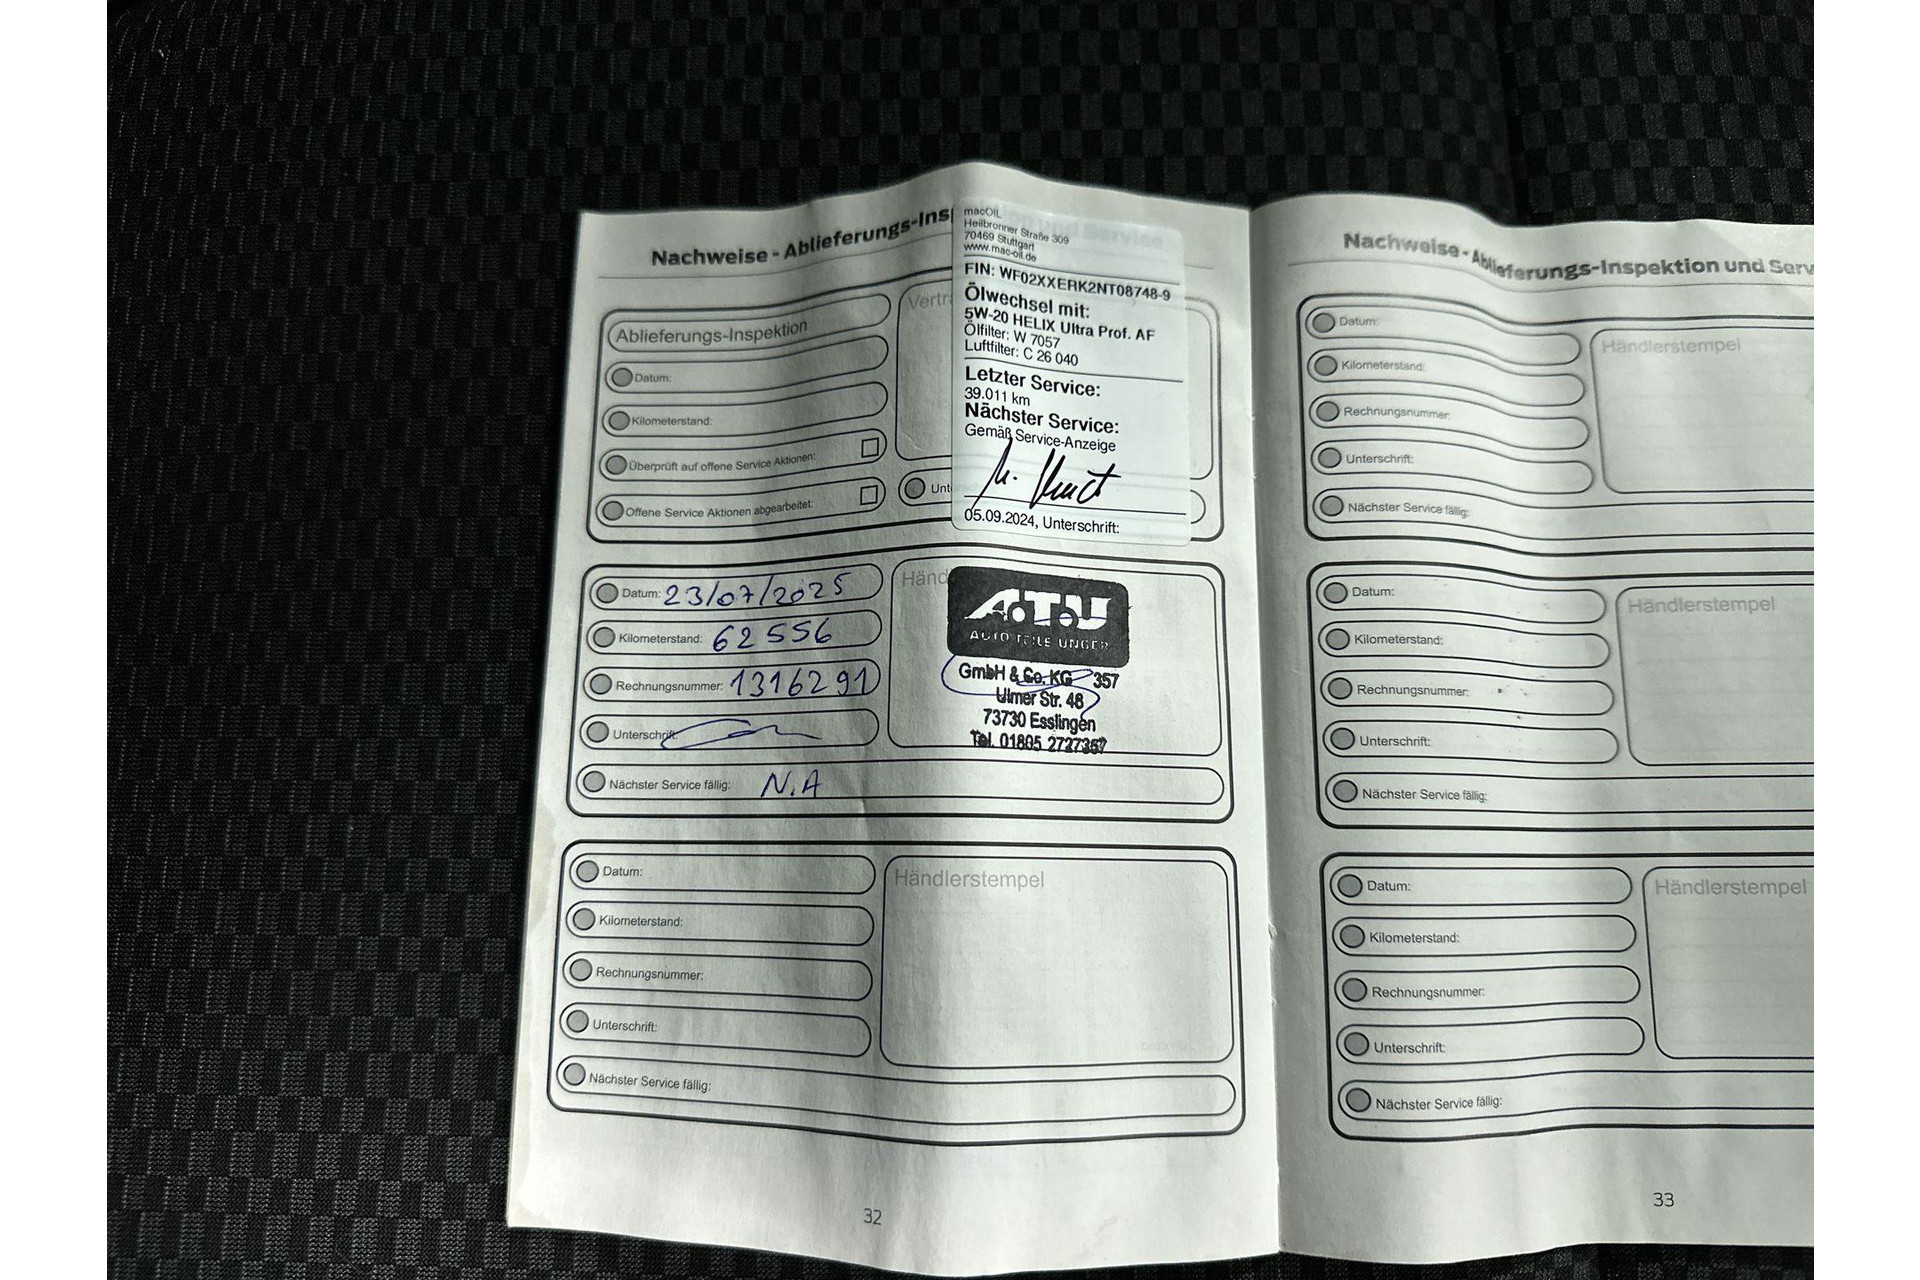 Nachweise - Ablieferungs-Ins
macOIL
Heilbronner Straße 309
70469 Stuttgart
www.mac-oil.de
FIN: WF02XXERK2NT08748-9
Ölwechsel mit:
5W-20 HELIX Ultra Prof. AF
Ölfilter: W 7057
Luftfilter: C 26 040
Letzter Service:
39.011 km
Nächster Service:
Gemäß Service-Anzeige
05.09.2024, Unterschrift:
Ablieferungs-Inspektion
Vertr
Datum:
Kilometerstand:
Überprüft auf offene Service Aktionen:
Offene Service Aktionen abgearbeitet:
Unt
Datum: 23/07/2025
Kilometerstand: 62556
Rechnungsnummer: 1316291
Unterschrift:
Nächster Service fällig: N.A
Händ
A.T.U
AUTO TEILE UNGER
GmbH & Co. KG 357
Ulmer Str. 48
73730 Esslingen
Tel. 01805 2727357
Datum:
Kilometerstand:
Rechnungsnummer:
Unterschrift:
Nächster Service fällig:
Händlerstempel
32
Nachweise - Ablieferungs-Inspektion und Serv
Datum:
Kilometerstand:
Rechnungsnummer:
Unterschrift:
Nächster Service fällig:
Händlerstempel
Datum:
Kilometerstand:
Rechnungsnummer:
Unterschrift:
Nächster Service fällig:
Händlerstempel
Datum:
Kilometerstand:
Rechnungsnummer:
Unterschrift:
Nächster Service fällig:
Händlerstempel
33